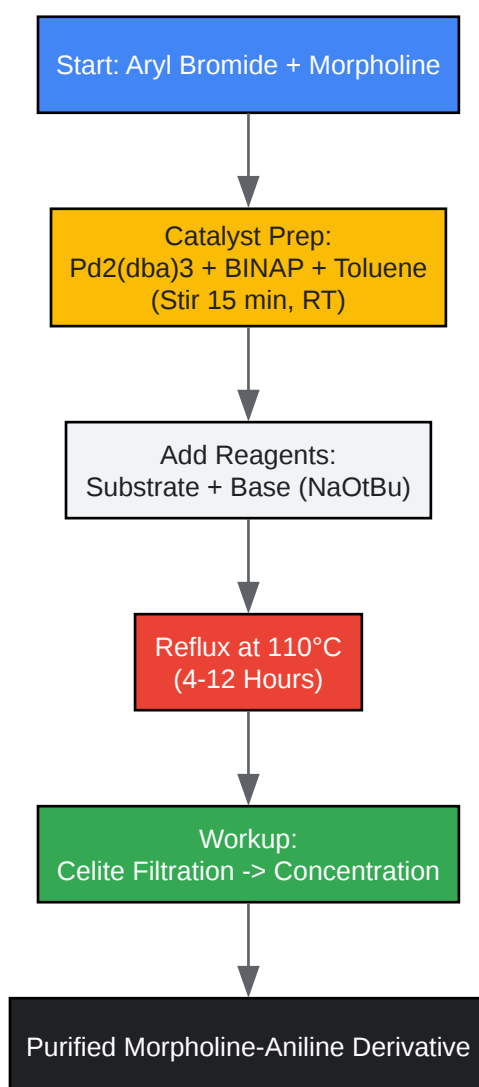 Start: Aryl Bromide + Morpholine
Catalyst Prep:
Pd2(dba)3 + BINAP + Toluene
(Stir 15 min, RT)
Add Reagents:
Substrate + Base (NaOtBu)
Reflux at 110°C
(4-12 Hours)
Workup:
Celite Filtration -> Concentration
Purified Morpholine-Aniline Derivative